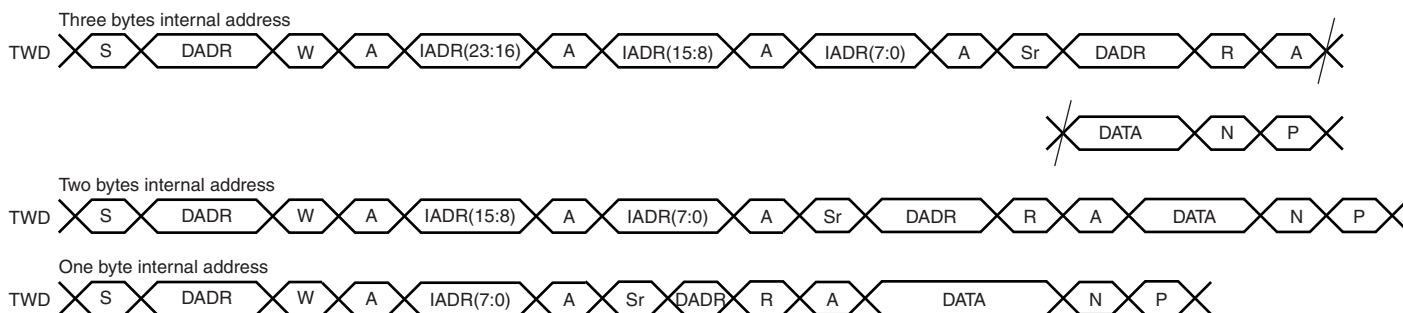 Three bytes internal address
TWD S DADR W A IADR(23:16) A IADR(15:8) A IADR(7:0) A Sr DADR R A
DATA N P
Two bytes internal address
TWD S DADR W A IADR(15:8) A IADR(7:0) A Sr DADR R A DATA N P
One byte internal address
TWD S DADR W A IADR(7:0) A Sr DADR R A DATA N P